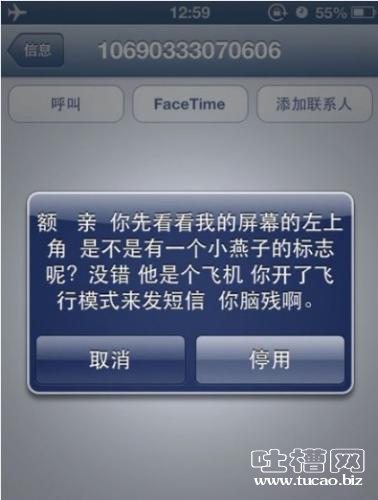 12:59
55%
信息
10690333070606
呼叫
FaceTime
添加联系人
额 亲 你先看看我的屏幕的左上
角 是不是有一个小燕子的标志
呢? 没错 他是个飞机 你开了飞
行模式来发短信 你脑残啊。
取消
停用
吐槽网
www.tucao.biz